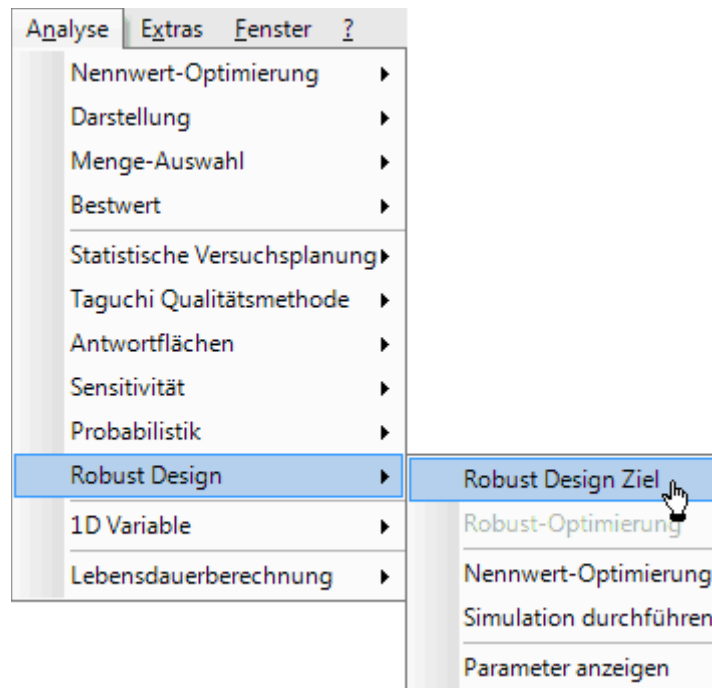 Analyse Extras Fenster ?
Nennwert-Optimierung
Darstellung
Menge-Auswahl
Bestwert
Statistische Versuchsplanung
Taguchi Qualitätsmethode
Antwortflächen
Sensitivität
Probabilistik
Robust Design
1D Variable
Lebensdauerberechnung
Robust Design Ziel
Robust-Optimierung
Nennwert-Optimierung
Simulation durchführen
Parameter anzeigen